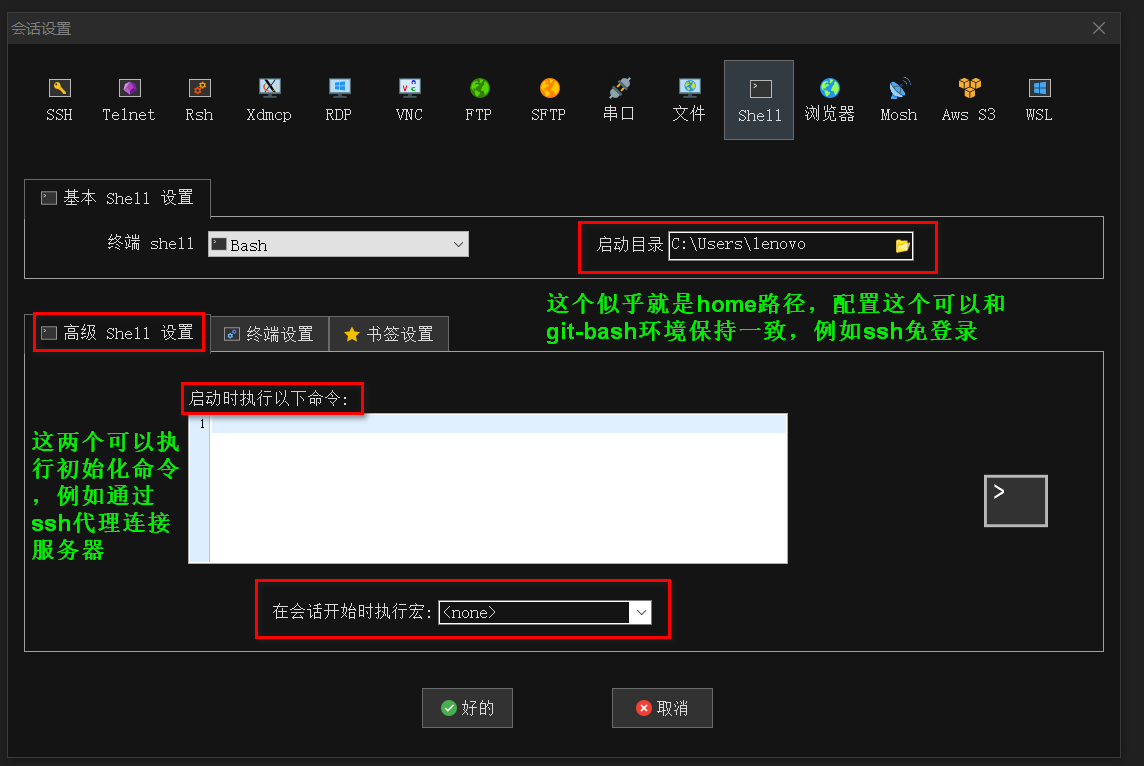 会话设置
SSH
Telnet
Rsh
Xdmcp
RDP
VNC
FTP
SFTP
串口
文件
Shell
浏览器
Mosh
Aws S3
WSL
基本 Shell 设置
终端 shell
Bash
启动目录
C:\Users\lenovo
这个似乎就是home路径，配置这个可以和
git-bash环境保持一致，例如ssh免登录
高级 Shell 设置
终端设置
书签设置
启动时执行以下命令:
1
这两个可以执
行初始化命令
，例如通过
ssh代理连接
服务器
在会话开始时执行宏:
<none>
好的
取消